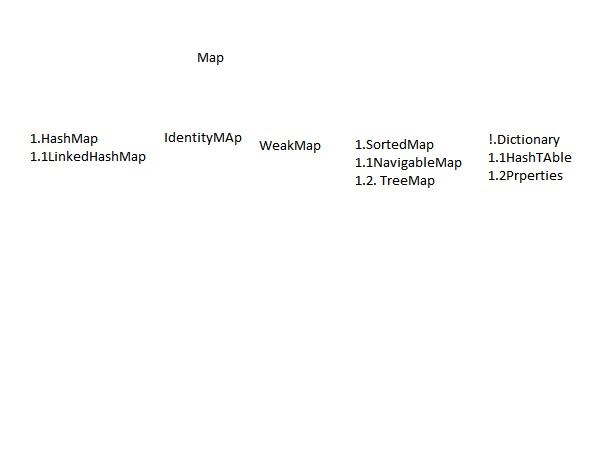 Map
1.HashMap
1.1LinkedHashMap
IdentityMAp
WeakMap
1.SortedMap
1.1NavigableMap
1.2. TreeMap
!.Dictionary
1.1HashTAble
1.2Prperties